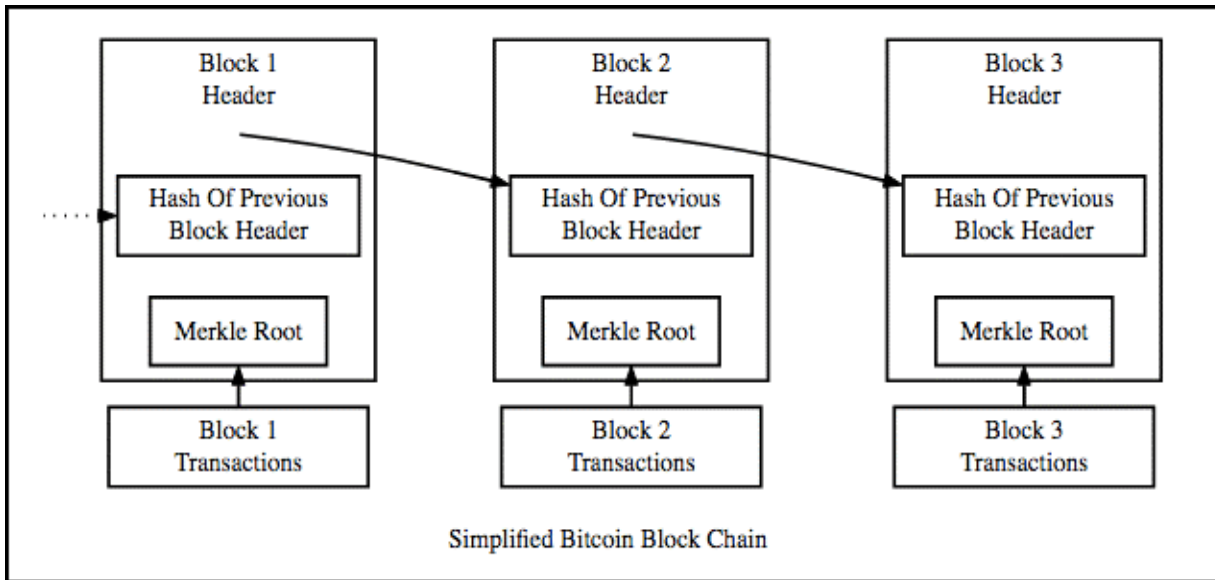 Block 1
Header
Hash Of Previous
Block Header
Merkle Root
Block 1
Transactions
Block 2
Header
Hash Of Previous
Block Header
Merkle Root
Block 2
Transactions
Block 3
Header
Hash Of Previous
Block Header
Merkle Root
Block 3
Transactions
Simplified Bitcoin Block Chain